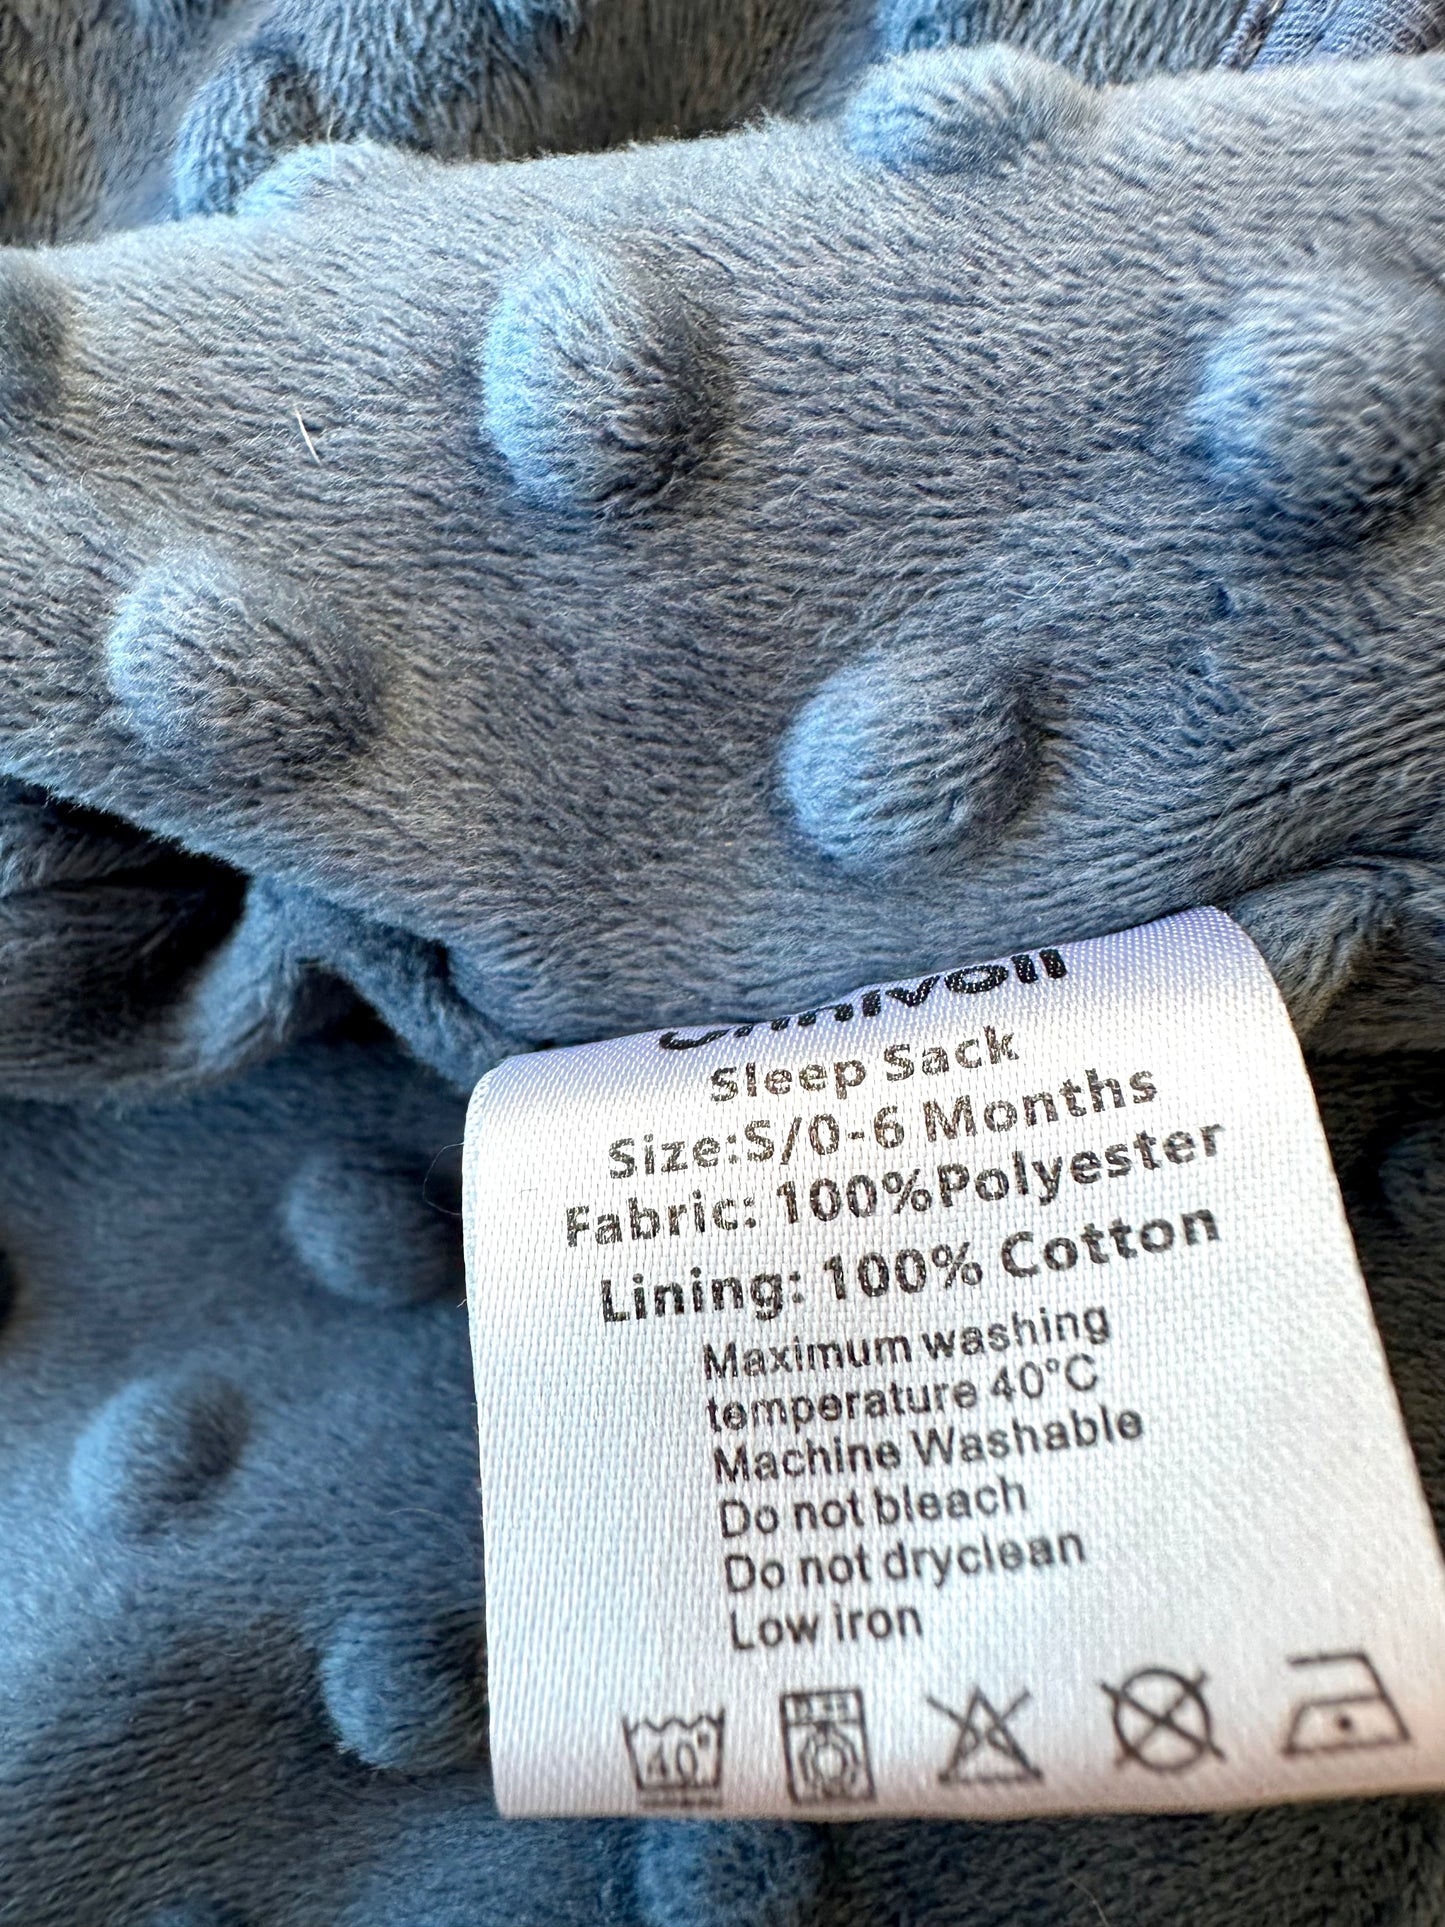 Sleep Sack
Size:S/0-6 Months
Fabric: 100%Polyester
Lining: 100% Cotton
Maximum washing
temperature 40°C
Machine Washable
Do not bleach
Do not dryclean
Low iron
40°